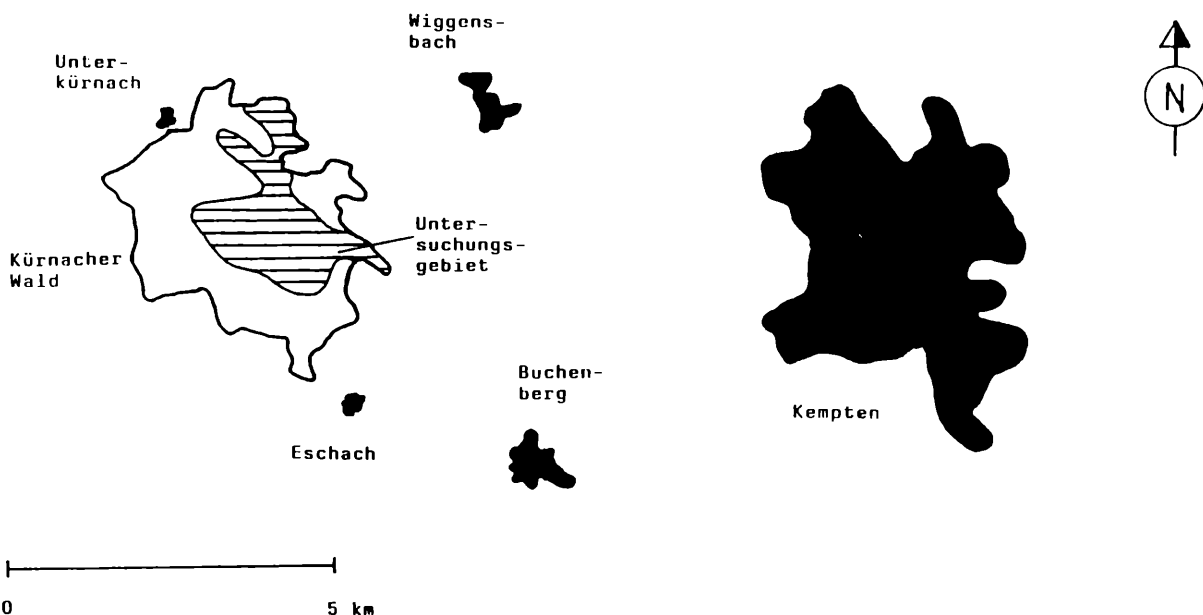 Wiggens-
bach
Unter-
kürnach
N
Unter-
suchungs-
gebiet
Kürnacher
Wald
Buchen-
berg
Kempten
Eschach
0 5 km